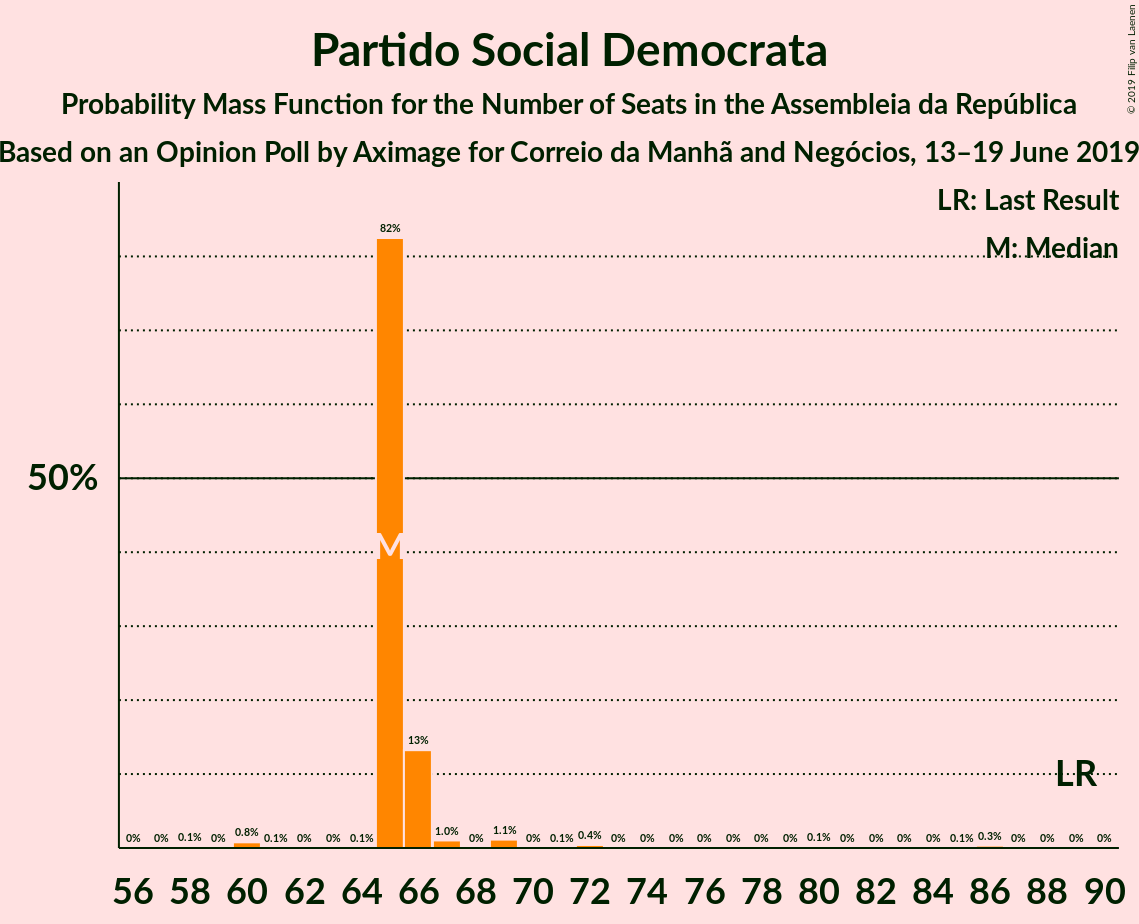 © 2019 Filip van Laenen
Partido Social Democrata
Probability Mass Function for the Number of Seats in the Assembleia da República
Based on an Opinion Poll by Aximage for Correio da Manhã and Negócios, 13–19 June 2019
LR: Last Result
M: Median
82%
50%
M
13%
LR
0% 0% 0.1% 0% 0.8% 0.1% 0% 0% 0.1% 1.0% 0% 1.1% 0% 0.1% 0.4% 0% 0% 0% 0% 0% 0% 0% 0.1% 0% 0% 0% 0% 0.1% 0.3% 0% 0% 0% 0%
56 58 60 62 64 66 68 70 72 74 76 78 80 82 84 86 88 90